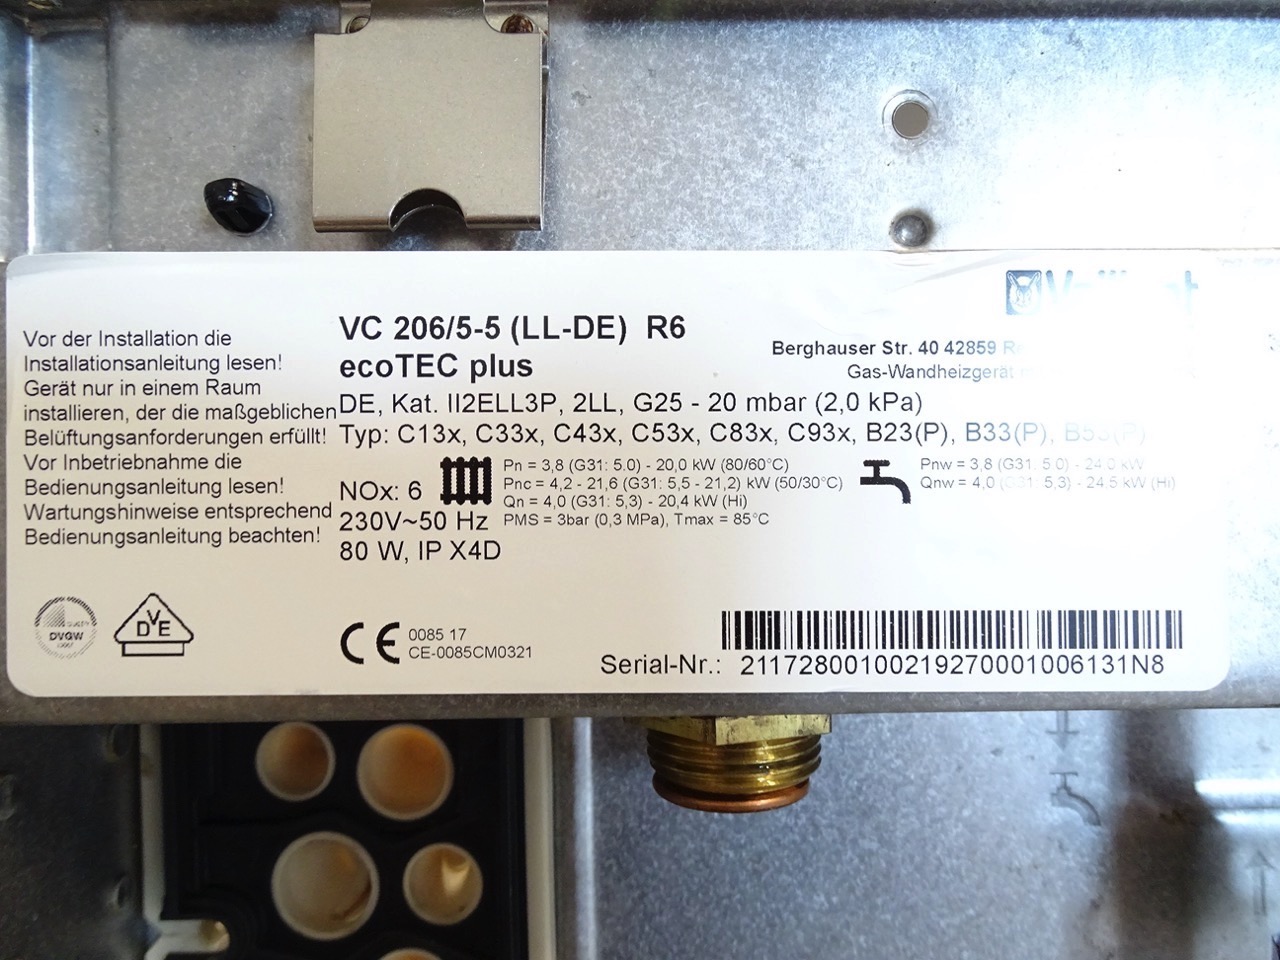 Vor der Installation die
Installationsanleitung lesen!
Gerät nur in einem Raum
installieren, der die maßgeblichen
Belüftungsanforderungen erfüllt!
Vor Inbetriebnahme die
Bedienungsanleitung lesen!
Wartungshinweise entsprechend
Bedienungsanleitung beachten!
DVGW
VDE
VC 206/5-5 (LL-DE) R6
ecoTEC plus
Vaillant
Berghauser Str. 40 42859
Gas-Wandheizgerät
DE, Kat. II2ELL3P, 2LL, G25 - 20 mbar (2,0 kPa)
Typ: C13x, C33x, C43x, C53x, C83x, C93x, B23(P), B33(P), B53(P)
NOx: 6
230V~50 Hz
80 W, IP X4D
Pn = 3,8 (G31: 5.0) - 20,0 kW (80/60°C)
Pnc = 4,2 - 21,6 (G31: 5,5 - 21,2) kW (50/30°C)
Qn = 4,0 (G31: 5,3) - 20,4 kW (Hi)
PMS = 3bar (0,3 MPa), Tmax = 85°C
Pnw = 3,8 (G31: 5.0) - 24.0 kW
Qnw = 4,0 (G31: 5,3) - 24.5 kW (Hi)
CE 0085 17
CE-0085CM0321
Serial-Nr.: 21172800100219270001006131N8